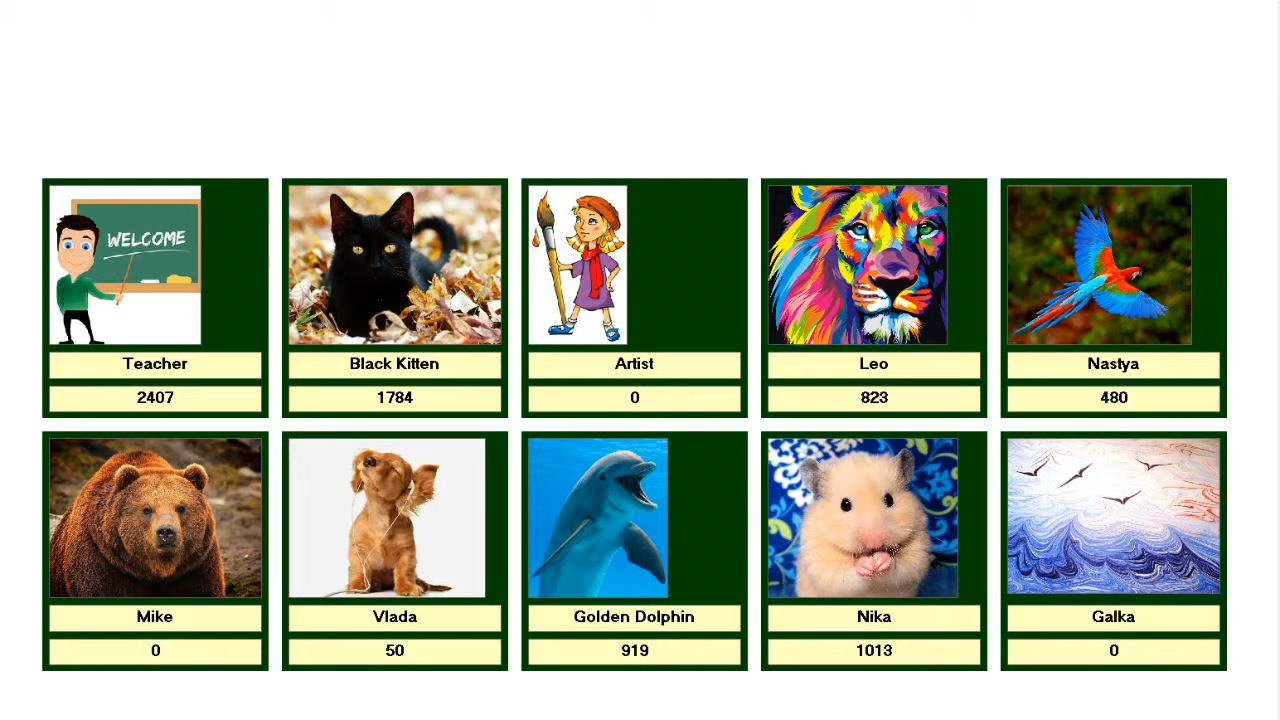 WELCOME
Teacher
Black Kitten
Artist
Leo
Nastya
2407
1784
0
823
480
Mike
Vlada
Golden Dolphin
Nika
Galka
0
50
919
1013
0